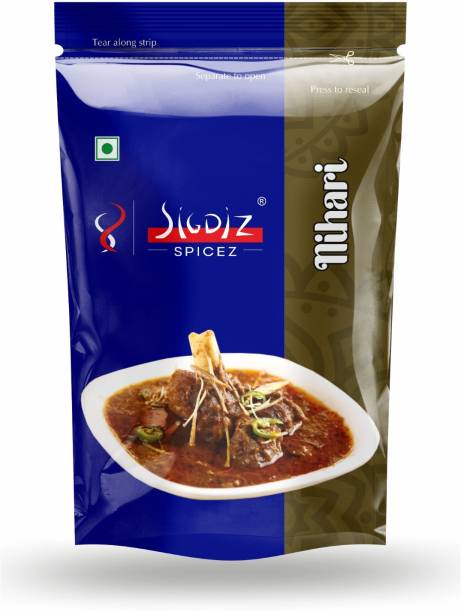 Tear along strip
Separate to open
Press to reseal
SIGDIZ ®
SPICEZ
Nihari